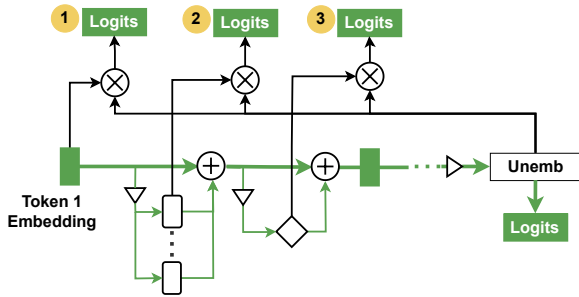 1 Logits 2 Logits 3 Logits
Token 1
Embedding
Unemb
Logits